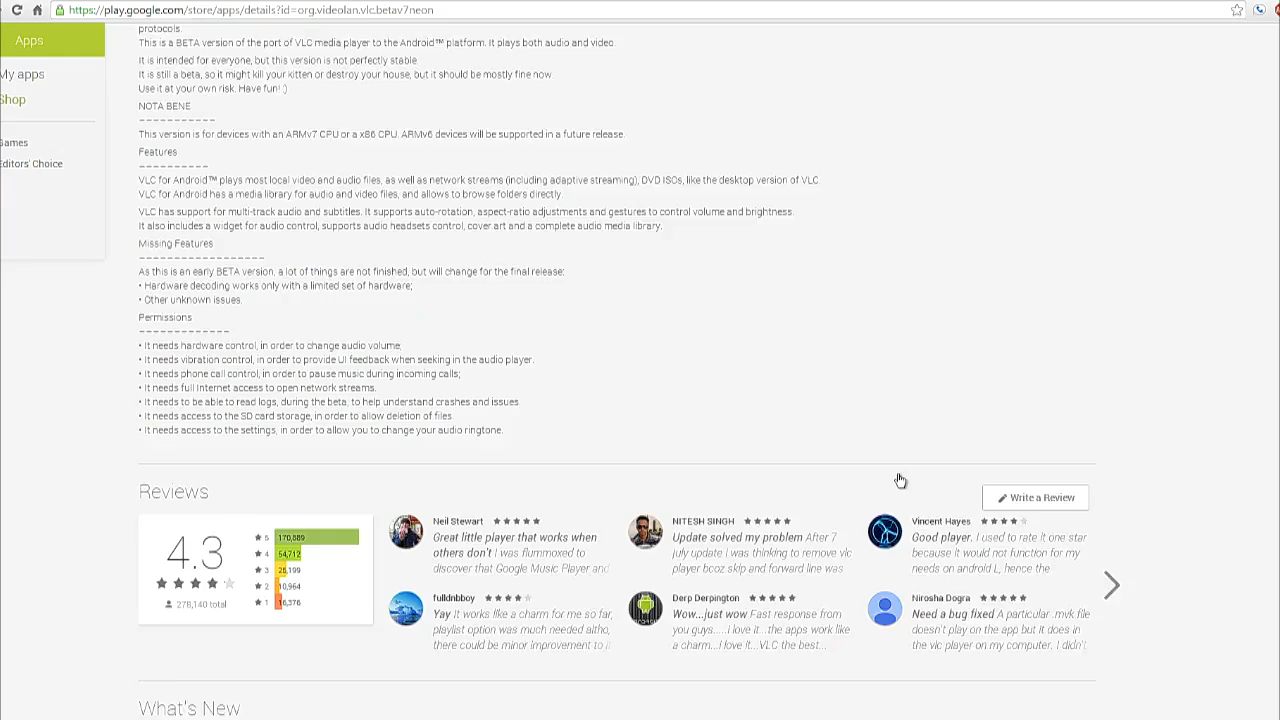 https://play.google.com/store/apps/details?id=org.videolan.vlc.betav7neon
Apps
My apps
Shop
Games
Editors' Choice
protocols.
This is a BETA version of the port of VLC media player to the Android™ platform. It plays both audio and video.
It is intended for everyone, but this version is not perfectly stable.
It is still a beta, so it might kill your kitten or destroy your house, but it should be mostly fine now.
Use it at your own risk. Have fun! :)
NOTA BENE
-----------
This version is for devices with an ARMv7 CPU or a x86 CPU. ARMv6 devices will be supported in a future release.
Features
----------
VLC for Android™ plays most local video and audio files, as well as network streams (including adaptive streaming), DVD ISOs, like the desktop version of VLC.
VLC for Android has a media library for audio and video files, and allows to browse folders directly.
VLC has support for multi-track audio and subtitles. It supports auto-rotation, aspect-ratio adjustments and gestures to control volume and brightness.
It also includes a widget for audio control, supports audio headsets control, cover art and a complete audio media library.
Missing Features
------------------
As this is an early BETA version, a lot of things are not finished, but will change for the final release:
• Hardware decoding works only with a limited set of hardware;
• Other unknown issues.
Permissions
-------------
• It needs hardware control, in order to change audio volume;
• It needs vibration control, in order to provide UI feedback when seeking in the audio player.
• It needs phone call control, in order to pause music during incoming calls;
• It needs full Internet access to open network streams.
• It needs to be able to read logs, during the beta, to help understand crashes and issues.
• It needs access to the SD card storage, in order to allow deletion of files.
• It needs access to the settings, in order to allow you to change your audio ringtone.
Reviews
Write a Review
4.3
278,140 total
5 170,889
4 54,712
3 25,199
2 10,964
1 16,376
Neil Stewart
Great little player that works when
others don't I was flummoxed to
discover that Google Music Player and
NITESH SINGH
Update solved my problem After 7
july update I was thinking to remove vlc
player bcoz skip and forward line was
Vincent Hayes
Good player. I used to rate it one star
because it would not function for my
needs on android L, hence the
fulldnbboy
Yay It works like a charm for me so far,
playlist option was much needed altho,
there could be minor improvement to
Derp Derpington
Wow...just wow Fast response from
you guys.....I love it...the apps work like
a charm...i love it...VLC the best...
Nirosha Dogra
Need a bug fixed A particular .mvk file
doesn't play on the app but it does in
the vlc player on my computer. I didn't
What's New